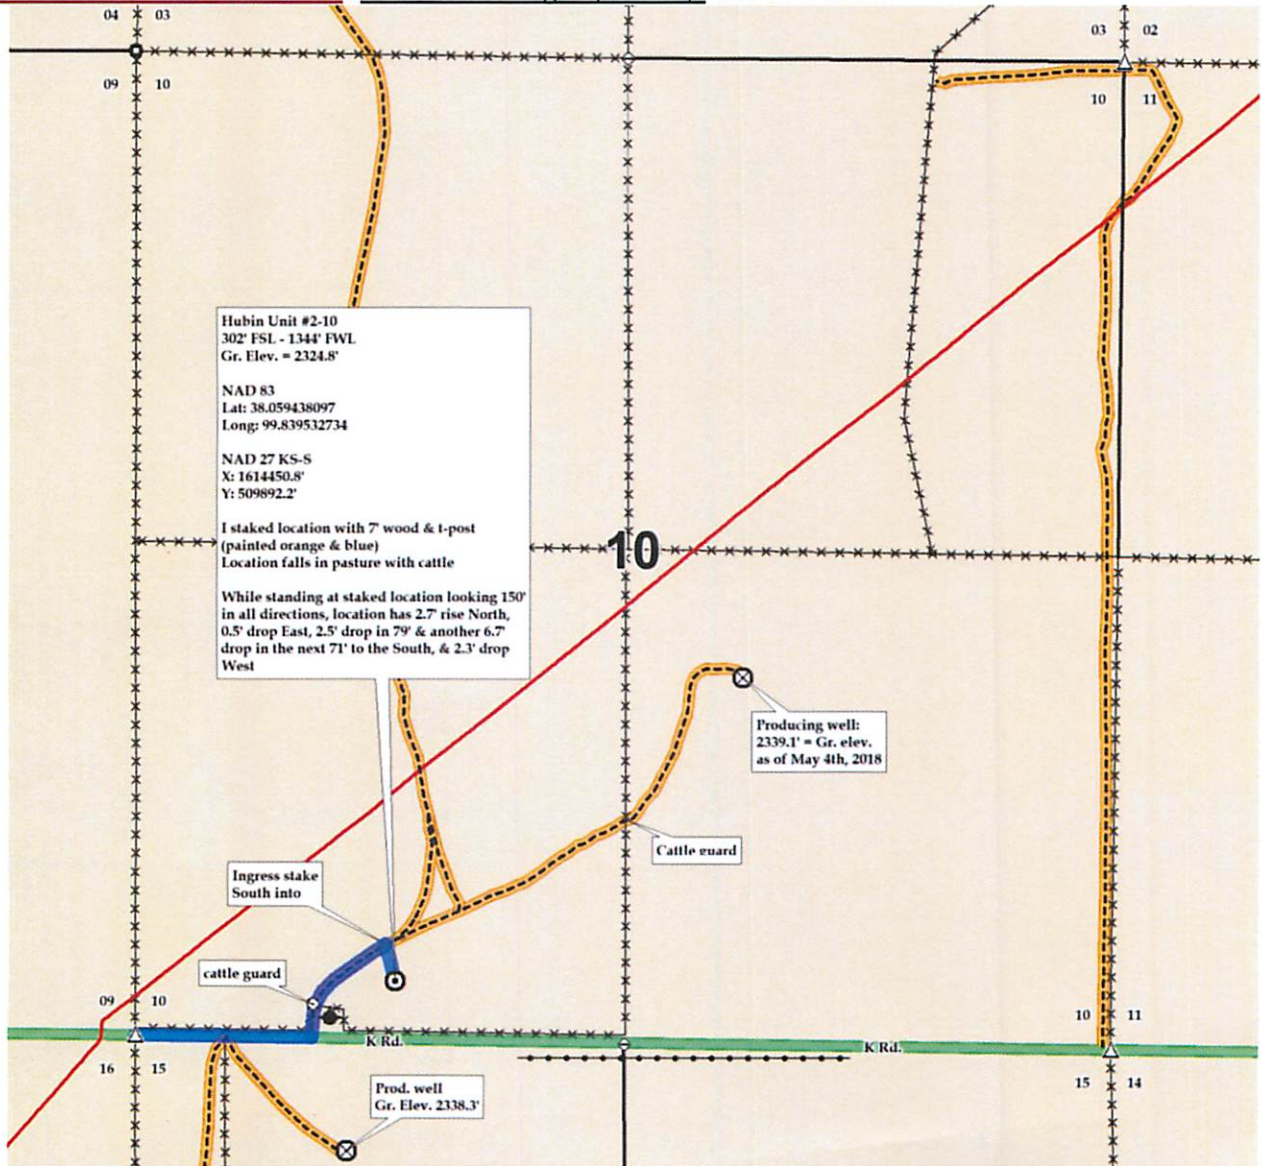 04 03
03 02
09 10
10 11
Hubin Unit #2-10
302' FSL - 1344' FWL
Gr. Elev. = 2324.8'
NAD 83
Lat: 38.059438097
Long: 99.839532734
NAD 27 KS-S
X: 1614450.8'
Y: 509892.2'
I staked location with 7' wood & t-post
(painted orange & blue)
Location falls in pasture with cattle
While standing at staked location looking 150'
in all directions, location has 2.7' rise North,
0.5' drop East, 2.5' drop in 79' & another 6.7'
drop in the next 71' to the South, & 2.3' drop
West
10
Producing well:
2339.1' = Gr. elev.
as of May 4th, 2018
Cattle guard
Ingress stake
South into
cattle guard
09 10
10 11
K Rd.
K Rd.
16 15
15 14
Prod. well
Gr. Elev. 2338.3'